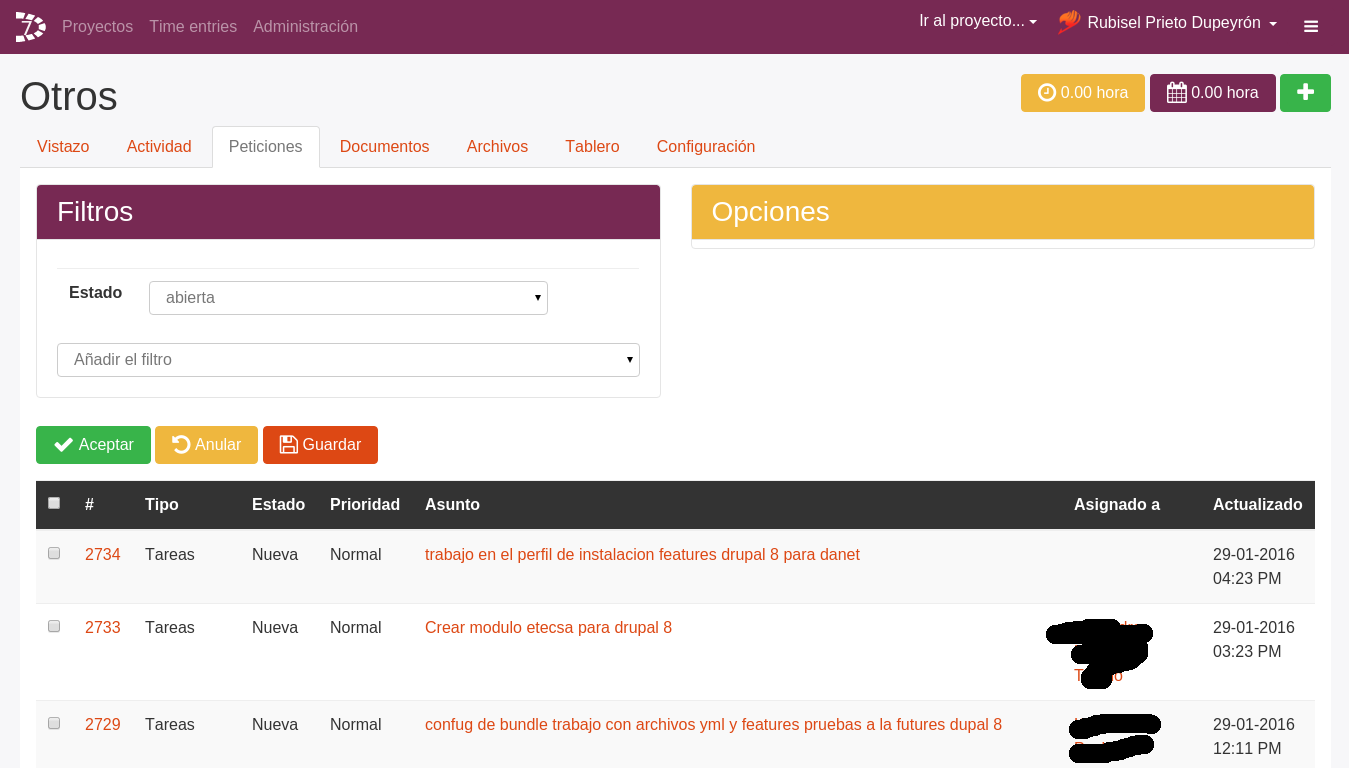 Proyectos Time entries Administración Ir al proyecto... Rubisel Prieto Dupeyrón
Otros 0.00 hora 0.00 hora
Vistazo Actividad Peticiones Documentos Archivos Tablero Configuración
Filtros Opciones
Estado abierta
Añadir el filtro
Aceptar Anular Guardar
# Tipo Estado Prioridad Asunto Asignado a Actualizado
2734 Tareas Nueva Normal trabajo en el perfil de instalacion features drupal 8 para danet 29-01-2016
04:23 PM
2733 Tareas Nueva Normal Crear modulo etecsa para drupal 8 29-01-2016
03:23 PM
2729 Tareas Nueva Normal confug de bundle trabajo con archivos yml y features pruebas a la futures dupal 8 29-01-2016
12:11 PM